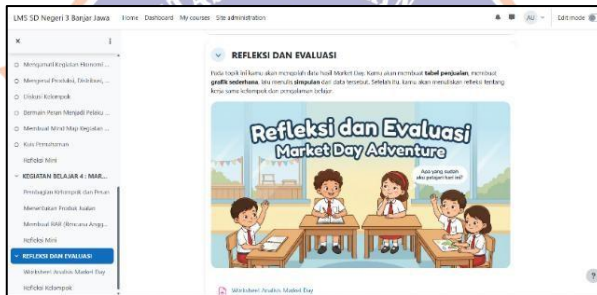 LMS SD Negeri 3 Banjar Jawa
Home Dashboard My courses Site administration
AU
Edit mode
Mengamati Kegiatan Ekonomi ...
Mengenal Produksi, Distribusi, ...
Diskusi Kelompok
Bermain Peran Menjadi Pelaku ...
Membuat Mind Map Kegiatan ...
Kuis Pemahaman
Refleksi Mini
KEGIATAN BELAJAR 4 : MAR...
Pembagian Kelompok dan Peran
Menentukan Produk Jualan
Membuat RAB (Rencana Angg...
Refleksi Mini
REFLEKSI DAN EVALUASI
Worksheet Analisis Market Day
Refleksi Kelompok
REFLEKSI DAN EVALUASI
Pada topik ini kamu akan mengolah data hasil Market Day. Kamu akan membuat tabel penjualan, membuat
grafik sederhana, lalu menulis simpulan dari data tersebut. Setelah itu, kamu akan menuliskan refleksi tentang
kerja sama kelompok dan pengalaman belajar.
Refleksi dan Evaluasi
Market Day Adventure
Apa yang sudah
aku pelajari hari ini?
Worksheet Analisis Market Day
?